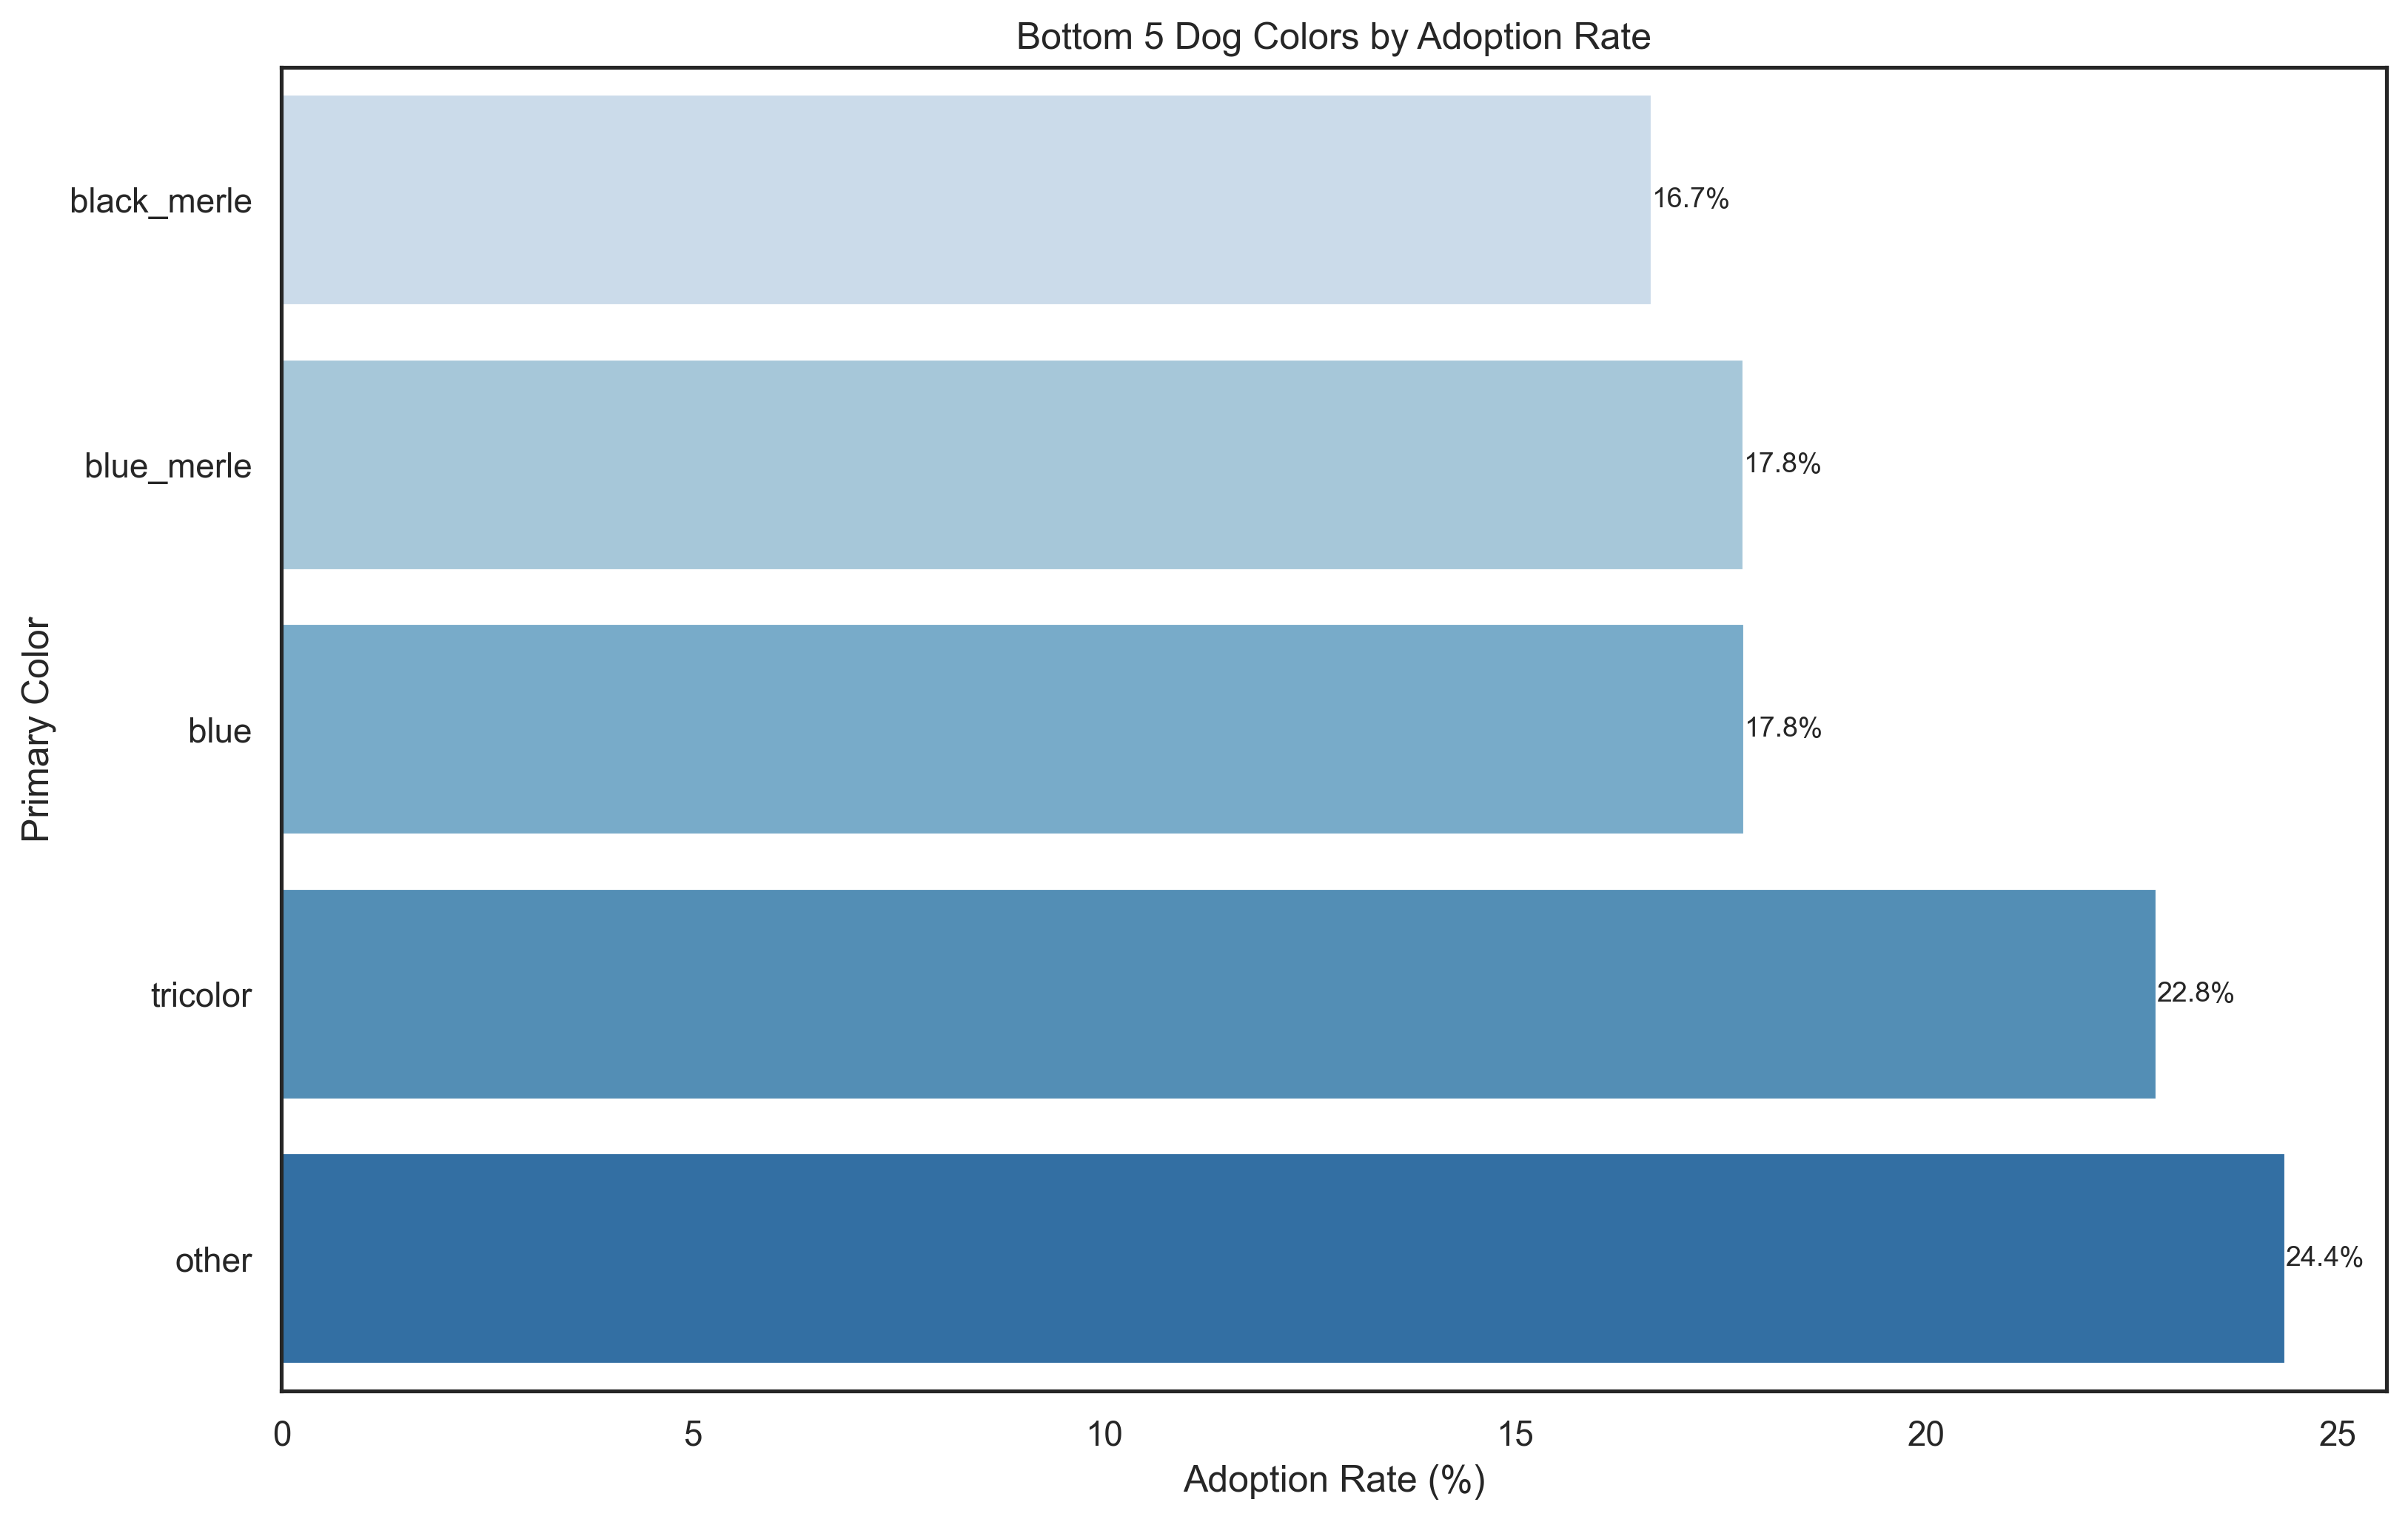 Bottom 5 Dog Colors by Adoption Rate
Primary Color
black_merle
16.7%
blue_merle
17.8%
blue
17.8%
tricolor
22.8%
other
24.4%
0 5 10 15 20 25
Adoption Rate (%)